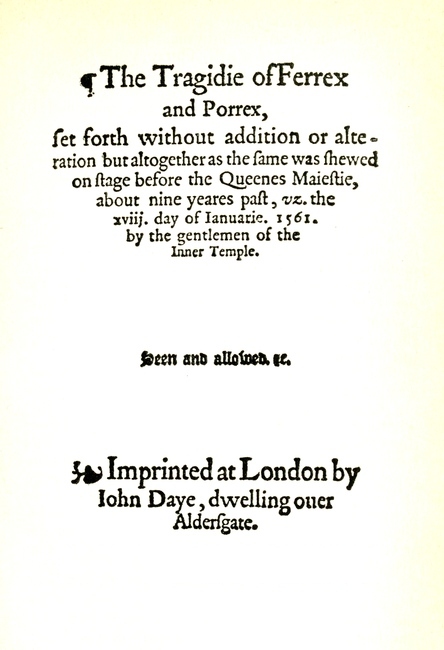 ¶The Tragidie of Ferrex
and Porrex,
ſet forth without addition or alte-
ration but altogether as the ſame was ſhewed
on ſtage before the Queenes Maieſtie,
about nine yeares paſt, vz. the
xviij. day of Ianuarie. 1561.
by the gentlemen of the
Inner Temple.
Seen and allowed. ⁊c.
❧ Imprinted at London by
Iohn Daye, dwelling ouer
Alderſgate.